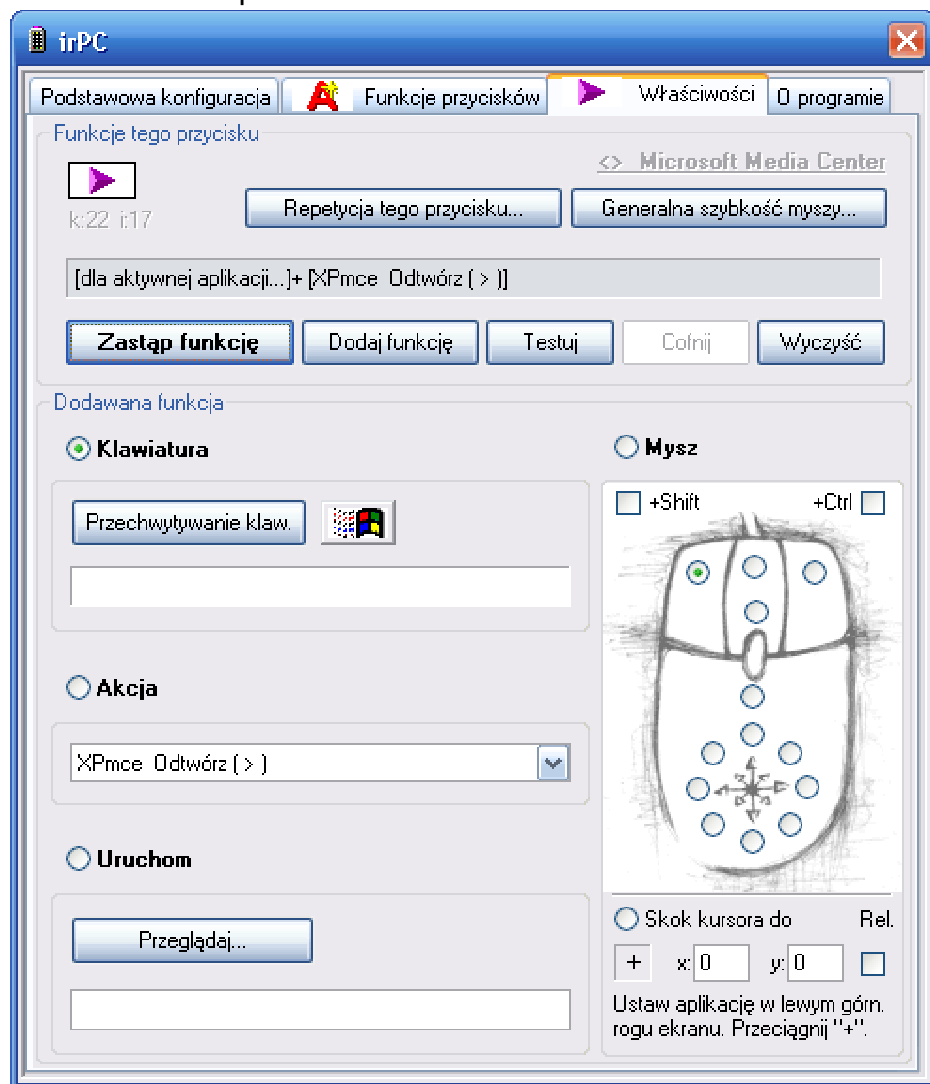 irPC
Podstawowa konfiguracja Funkcje przycisków Właściwości O programie
Funkcje tego przycisku
<> Microsoft Media Center
k:22 i:17
Repetycja tego przycisku... Generalna szybkość myszy...
[dla aktywnej aplikacji...]+ [XPmce Odtwórz ( > )]
Zastąp funkcję Dodaj funkcję Testuj Cofnij Wyczyść
Dodawana funkcja
Klawiatura
Mysz
+Shift +Ctrl
Przechwytywanie klaw.
Akcja
XPmce Odtwórz ( > )
Uruchom
Przeglądaj...
Skok kursora do Rel.
+ x: 0 y: 0
Ustaw aplikację w lewym górn.
rogu ekranu. Przeciągnij "+".